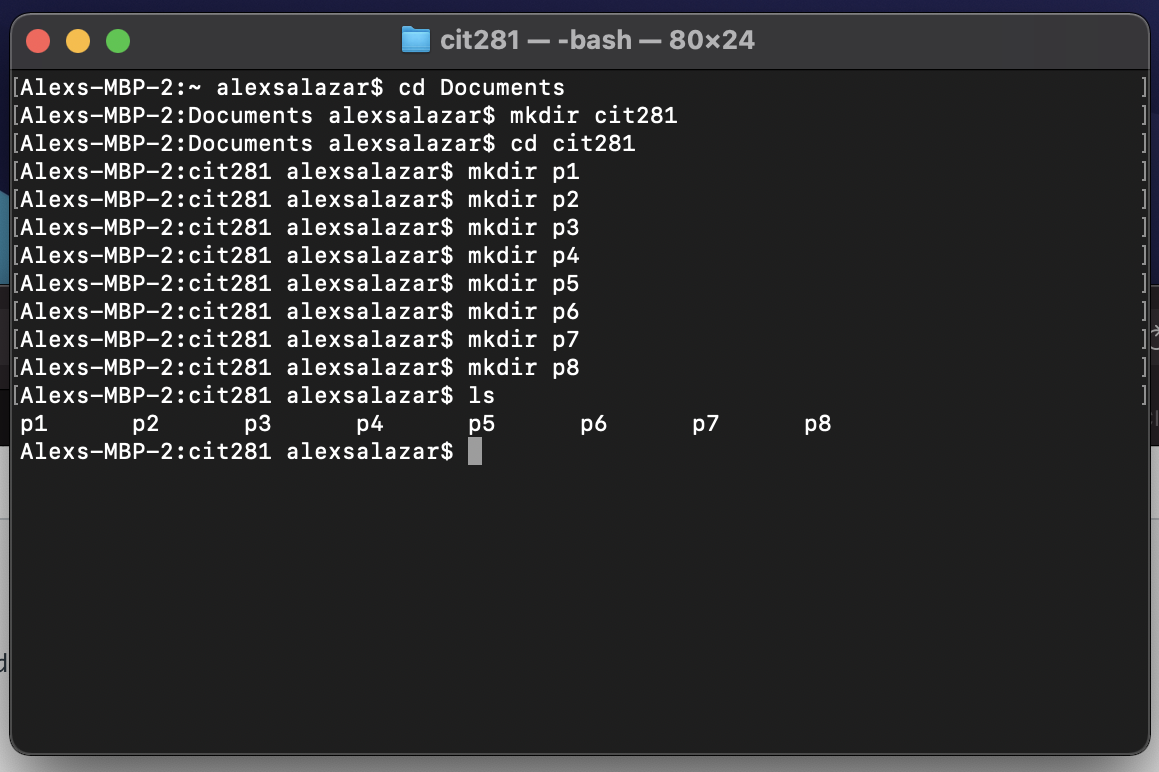 cit281 — -bash — 80×24
[Alexs-MBP-2:~ alexsalazar$ cd Documents ]
[Alexs-MBP-2:Documents alexsalazar$ mkdir cit281 ]
[Alexs-MBP-2:Documents alexsalazar$ cd cit281 ]
[Alexs-MBP-2:cit281 alexsalazar$ mkdir p1 ]
[Alexs-MBP-2:cit281 alexsalazar$ mkdir p2 ]
[Alexs-MBP-2:cit281 alexsalazar$ mkdir p3 ]
[Alexs-MBP-2:cit281 alexsalazar$ mkdir p4 ]
[Alexs-MBP-2:cit281 alexsalazar$ mkdir p5 ]
[Alexs-MBP-2:cit281 alexsalazar$ mkdir p6 ]
[Alexs-MBP-2:cit281 alexsalazar$ mkdir p7 ]
[Alexs-MBP-2:cit281 alexsalazar$ mkdir p8 ]
[Alexs-MBP-2:cit281 alexsalazar$ ls ]
p1 p2 p3 p4 p5 p6 p7 p8
Alexs-MBP-2:cit281 alexsalazar$